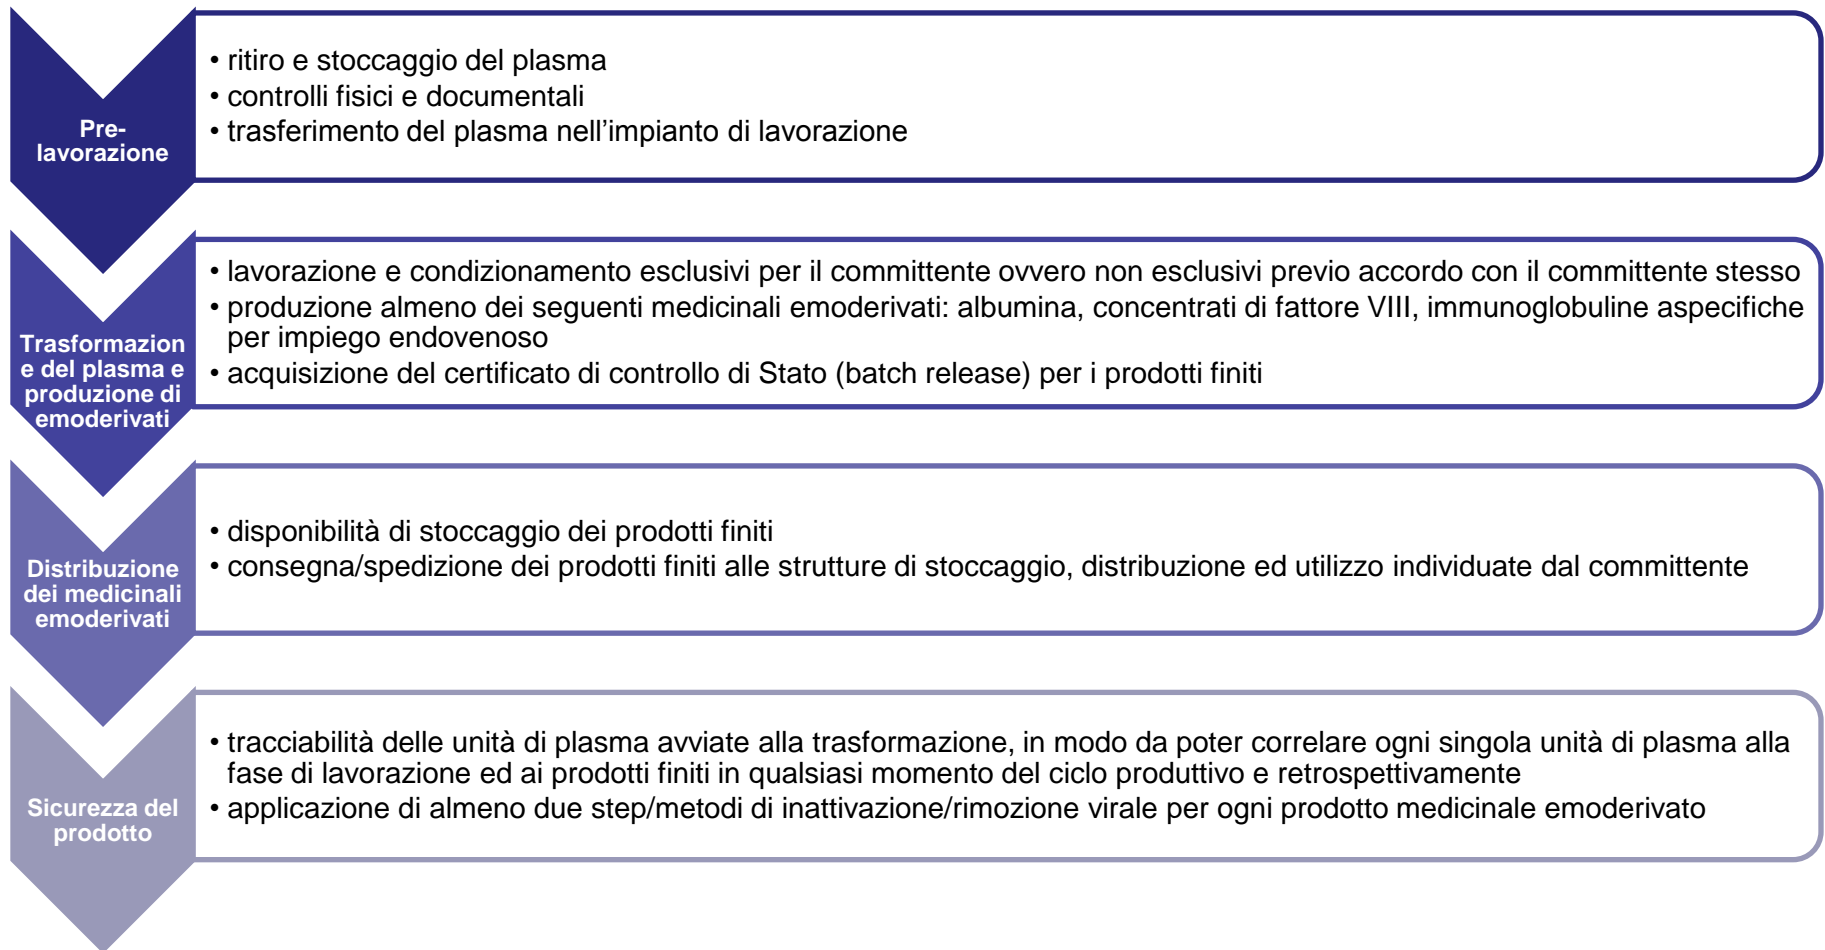 Pre-
lavorazione
• ritiro e stoccaggio del plasma
• controlli fisici e documentali
• trasferimento del plasma nell’impianto di lavorazione
Trasformazion
e del plasma e
produzione di
emoderivati
• lavorazione e condizionamento esclusivi per il committente ovvero non esclusivi previo accordo con il committente stesso
• produzione almeno dei seguenti medicinali emoderivati: albumina, concentrati di fattore VIII, immunoglobuline aspecifiche
per impiego endovenoso
• acquisizione del certificato di controllo di Stato (batch release) per i prodotti finiti
Distribuzione
dei medicinali
emoderivati
• disponibilità di stoccaggio dei prodotti finiti
• consegna/spedizione dei prodotti finiti alle strutture di stoccaggio, distribuzione ed utilizzo individuate dal committente
Sicurezza del
prodotto
• tracciabilità delle unità di plasma avviate alla trasformazione, in modo da poter correlare ogni singola unità di plasma alla
fase di lavorazione ed ai prodotti finiti in qualsiasi momento del ciclo produttivo e retrospettivamente
• applicazione di almeno due step/metodi di inattivazione/rimozione virale per ogni prodotto medicinale emoderivato